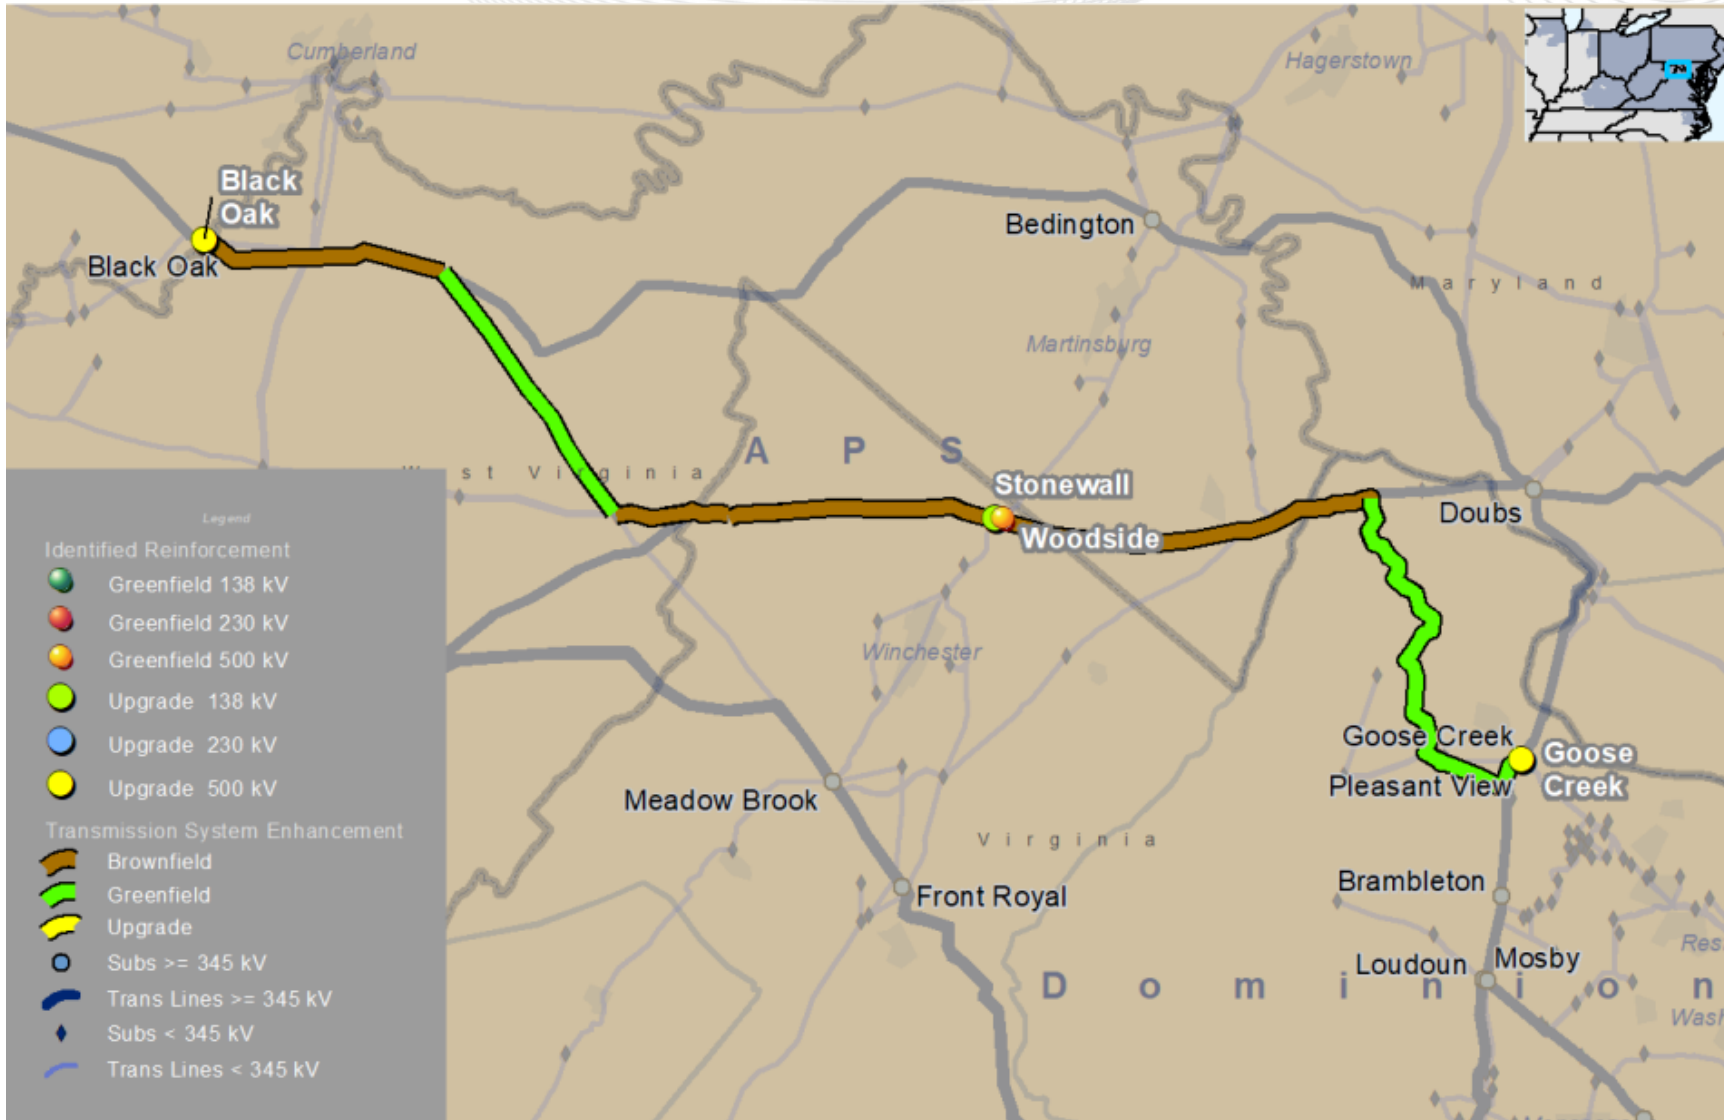 Cumberland
Hagerstown
Black
Oak
Black Oak
Bedington
Maryland
Martinsburg
A P S
st Virginia
Stonewall
Woodside
Doubs
Winchester
Goose Creek
Goose
Creek
Pleasant View
Meadow Brook
Virginia
Front Royal
Brambleton
Res
Loudoun
Mosby
Dominion
Wash
Legend
Identified Reinforcement
Greenfield 138 kV
Greenfield 230 kV
Greenfield 500 kV
Upgrade 138 kV
Upgrade 230 kV
Upgrade 500 kV
Transmission System Enhancement
Brownfield
Greenfield
Upgrade
Subs >= 345 kV
Trans Lines >= 345 kV
Subs < 345 kV
Trans Lines < 345 kV